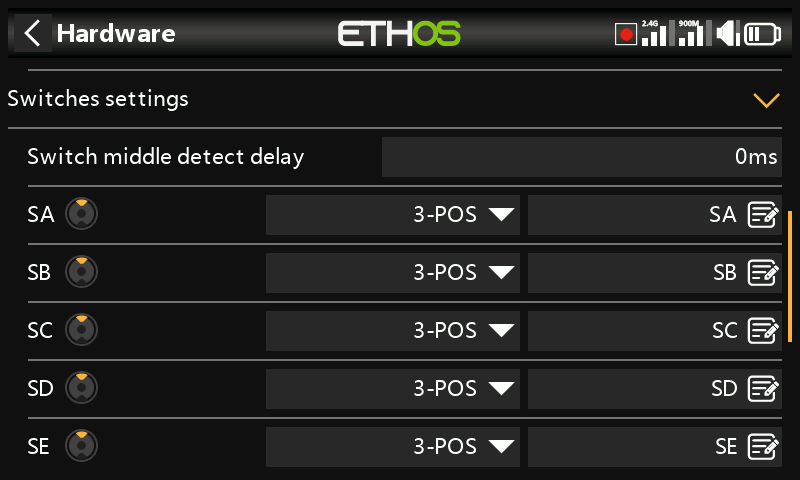 Hardware ETHOS 2.4G 900M
Switches settings
Switch middle detect delay 0ms
SA 3-POS SA
SB 3-POS SB
SC 3-POS SC
SD 3-POS SD
SE 3-POS SE